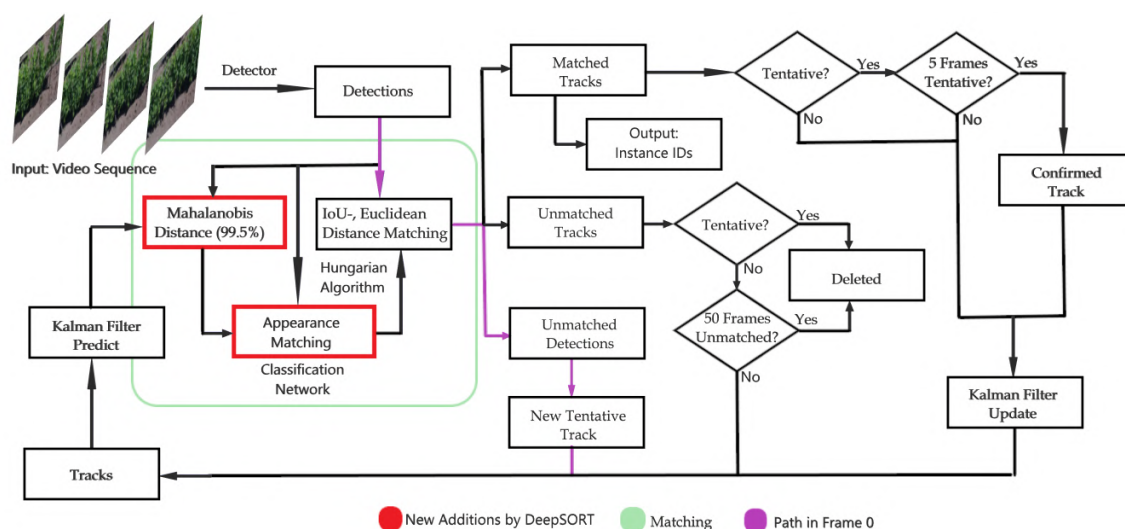 Input: Video Sequence
Detector
Detections
Mahalanobis
Distance (99.5%)
IoU-, Euclidean
Distance Matching
Hungarian
Algorithm
Appearance
Matching
Classification
Network
Kalman Filter
Predict
Tracks
Matched
Tracks
Output:
Instance IDs
Tentative?
Yes
No
5 Frames
Tentative?
Yes
No
Confirmed
Track
Unmatched
Tracks
Tentative?
Yes
No
Deleted
50 Frames
Unmatched?
Yes
No
Unmatched
Detections
New Tentative
Track
Kalman Filter
Update
New Additions by DeepSORT
Matching
Path in Frame 0